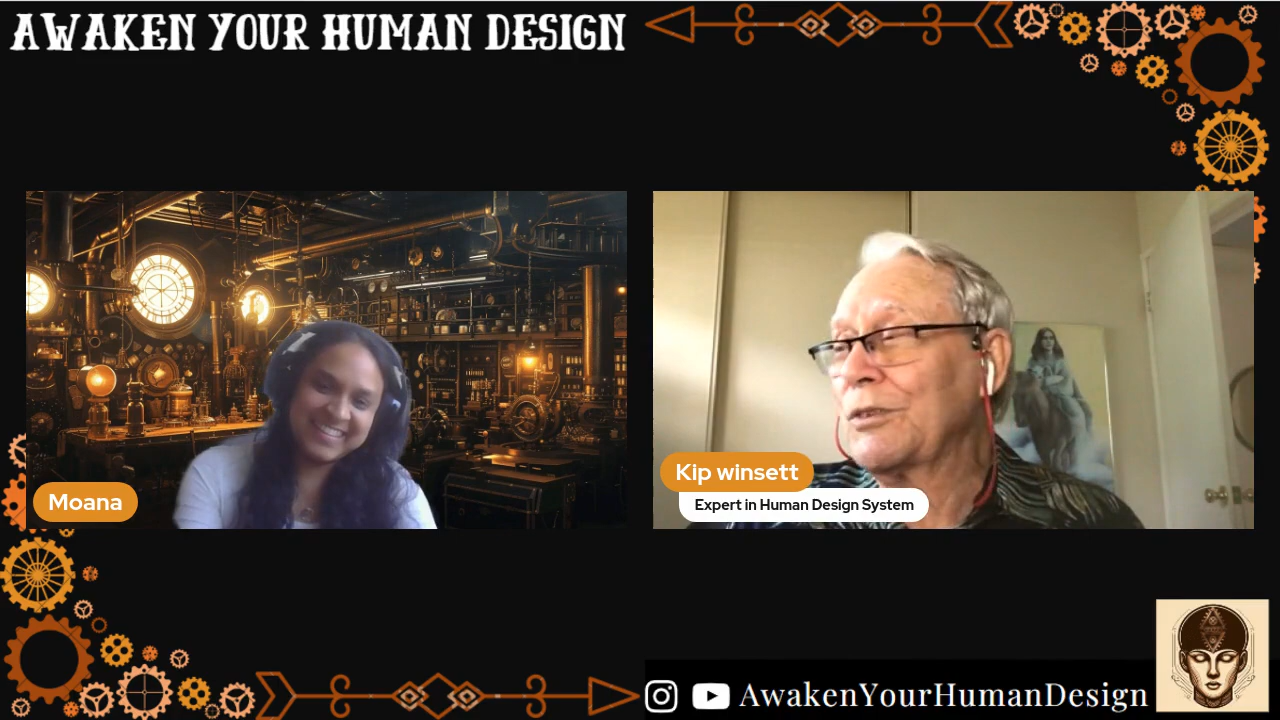 AWAKEN YOUR HUMAN DESIGN
Moana
Kip winsett
Expert in Human Design System
AwakenYourHumanDesign